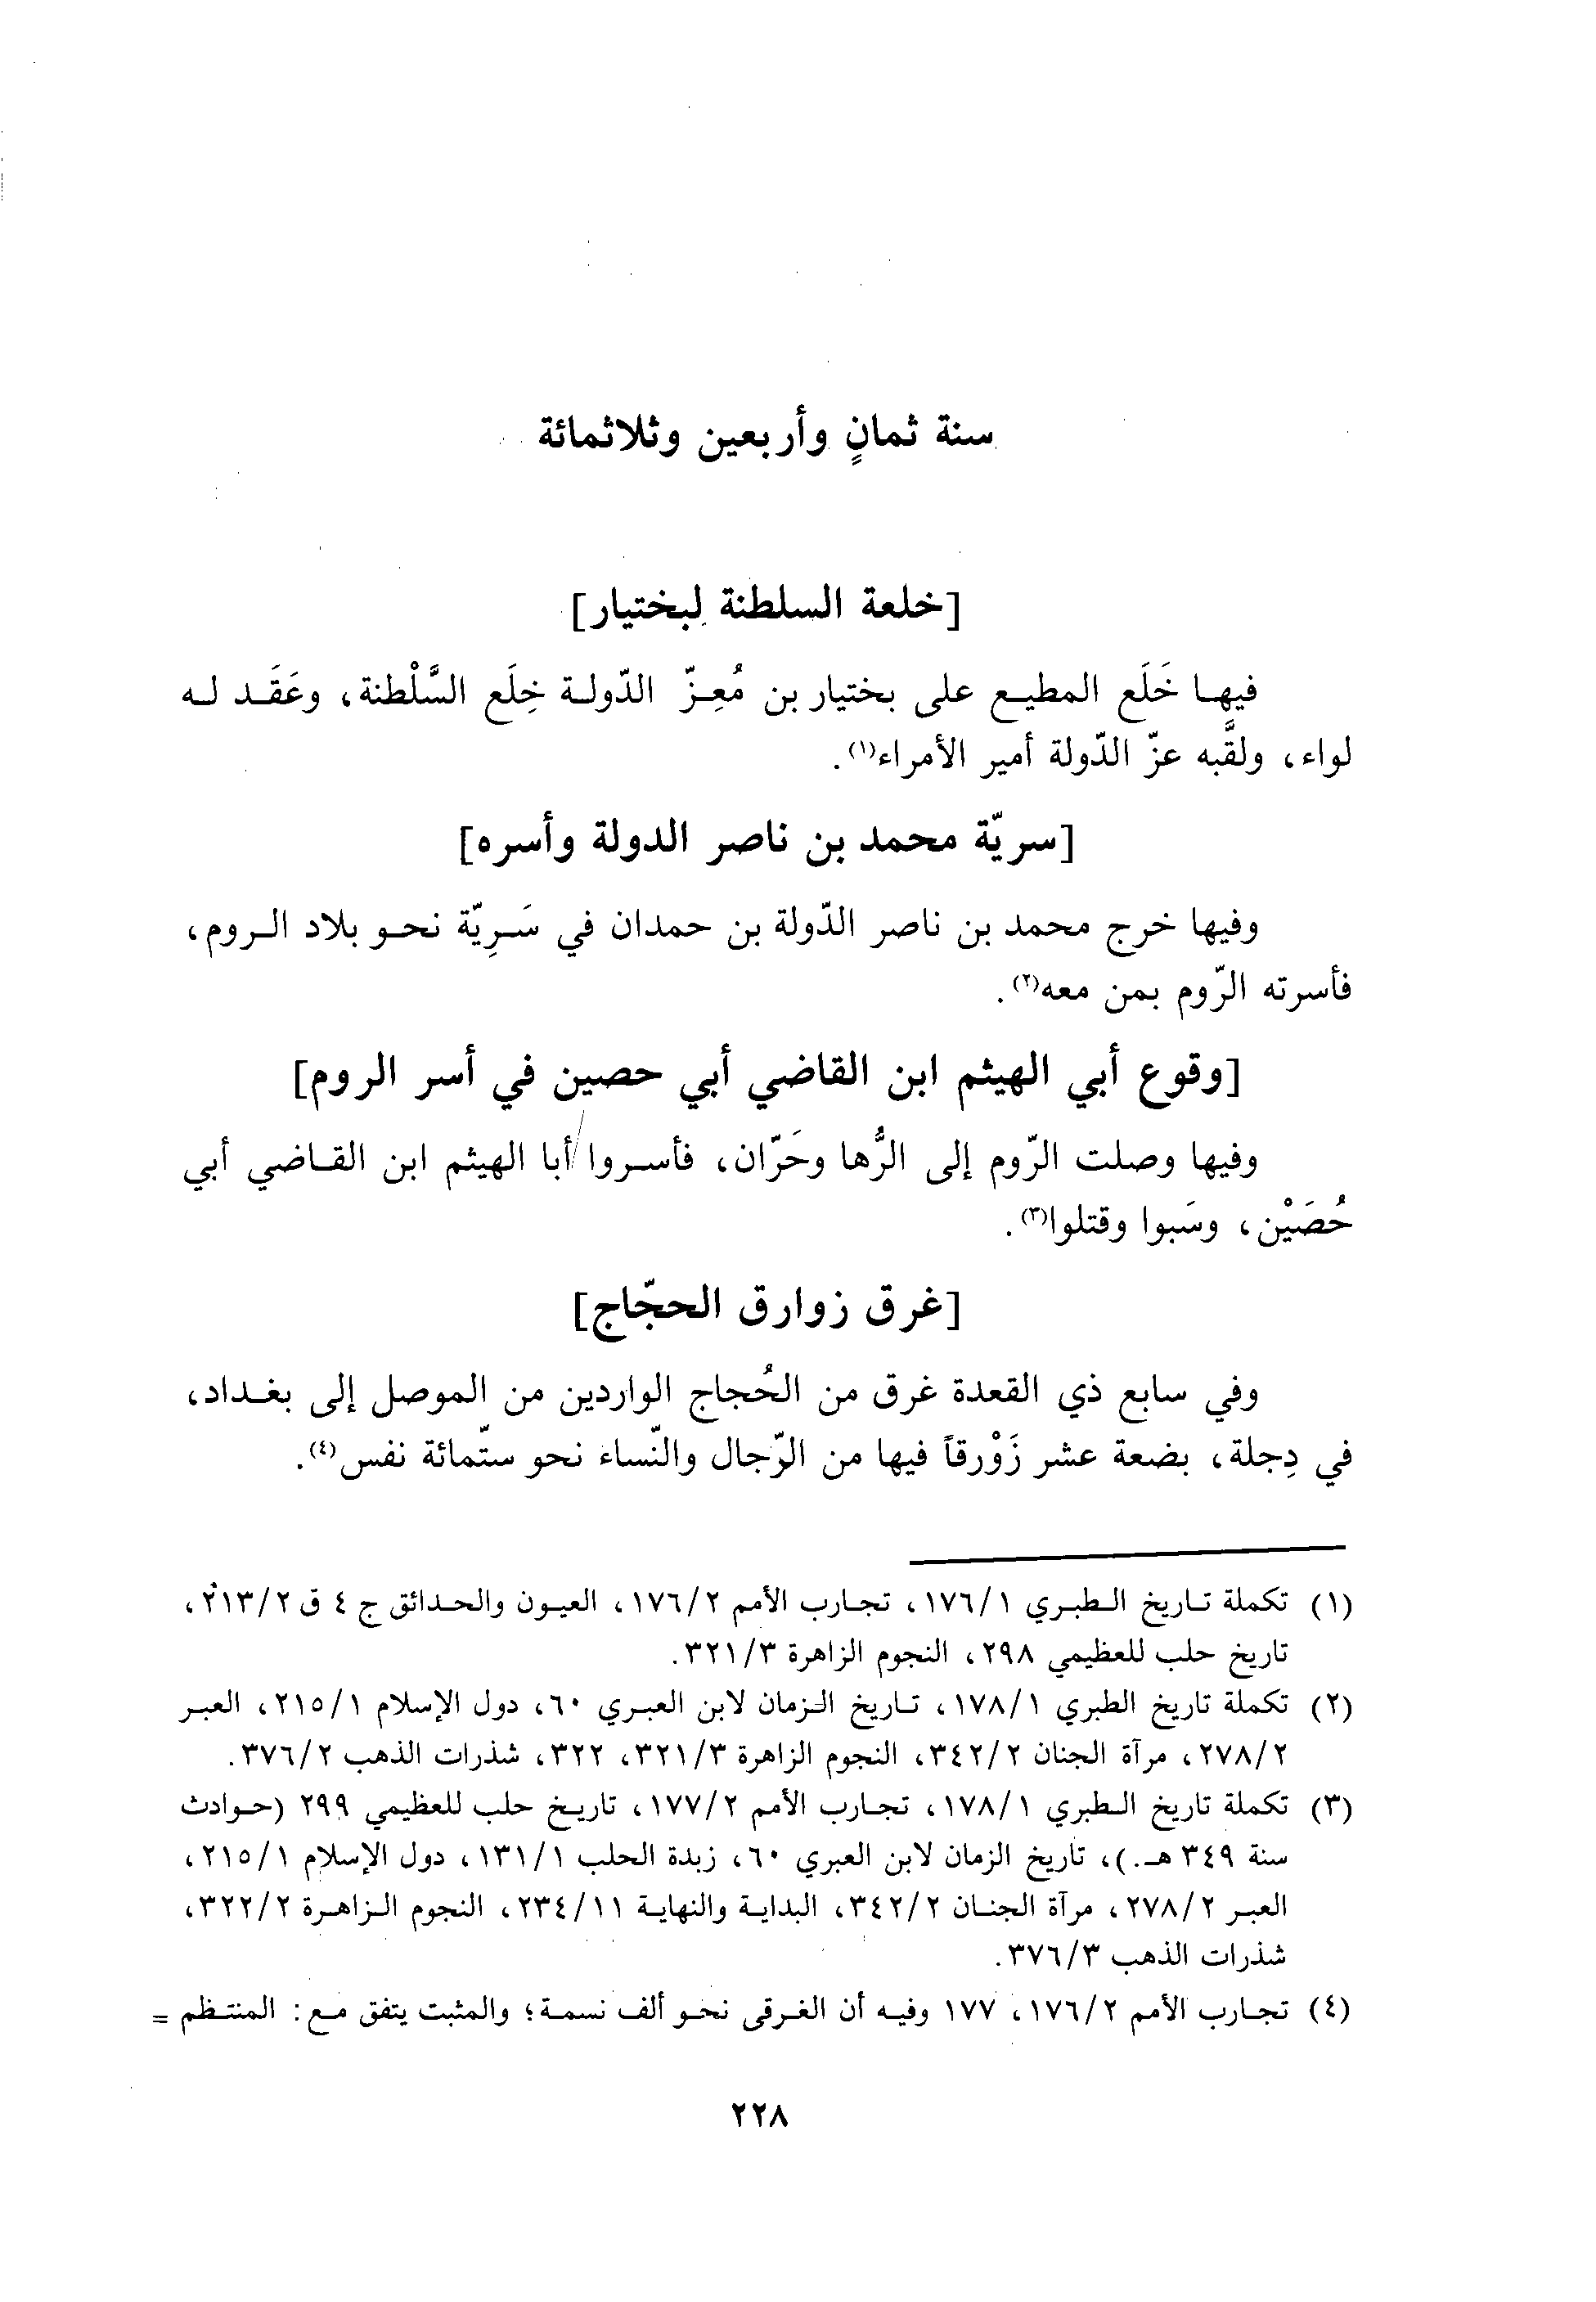 سنة ثمانٍ وأربعين وثلاثمائة
[خلعة السلطنة لبختيار]
فيها خَلَع المطيع على بختيار بن مُعِزّ الدّولة خِلَع السَّلْطنة، وعَقَد له
لواء، ولقَّبه عزّ الدّولة أمير الأمراء(١).
[سريّة محمد بن ناصر الدولة وأسره]
وفيها خرج محمد بن ناصر الدّولة بن حمدان في سَرِيّة نحو بلاد الروم،
فأسرته الرّوم بمن معه(٢).
[وقوع أبي الهيثم ابن القاضي أبي حصين في أسر الروم]
وفيها وصلت الرّوم إلى الرُّها وحَرّان، فأسروا أبا الهيثم ابن القاضي أبي
حُصَيْن، وسَبوا وقتلوا(٣).
[غرق زوارق الحجّاج]
وفي سابع ذي القعدة غرق من الحُجاج الواردين من الموصل إلى بغداد،
في دِجلة، بضعة عشر زَوْرقاً فيها من الرّجال والنّساء نحو ستّمائة نفس(٤).
(١) تكملة تاريخ الطبري ١٧٦/١، تجارب الأمم ١٧٦/٢، العيون والحدائق ج ٤ ق ٢١٣/٢،
تاريخ حلب للعظيمي ٢٩٨، النجوم الزاهرة ٣٢١/٣.
(٢) تكملة تاريخ الطبري ١٧٨/١، تاريخ الزمان لابن العبري ٦٠، دول الإسلام ٢١٥/١، العبر
٢٧٨/٢، مرآة الجنان ٣٤٢/٢، النجوم الزاهرة ٣٢١/٣، ٣٢٢، شذرات الذهب ٣٧٦/٢.
(٣) تكملة تاريخ الطبري ١٧٨/١، تجارب الأمم ١٧٧/٢، تاريخ حلب للعظيمي ٢٩٩ (حوادث
سنة ٣٤٩ هـ.)، تاريخ الزمان لابن العبري ٦٠، زبدة الحلب ١٣١/١، دول الإسلام ٢١٥/١،
العبر ٢٧٨/٢، مرآة الجنان ٣٤٢/٢، البداية والنهاية ٢٣٤/١١، النجوم الزاهرة ٣٢٢/٢،
شذرات الذهب ٣٧٦/٣.
(٤) تجارب الأمم ١٧٦/٢، ١٧٧ وفيه أن الغرقى نحو ألف نسمة؛ والمثبت يتفق مع: المنتظم =
٢٢٨